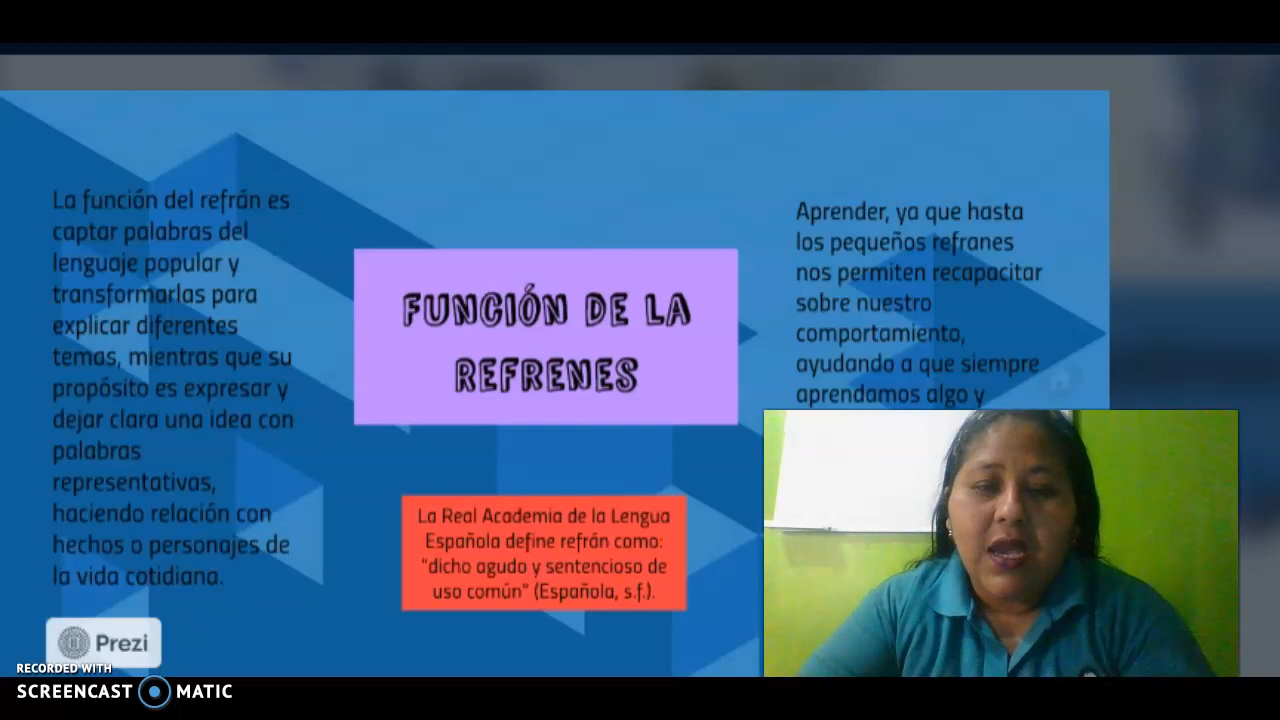 La función del refrán es
captar palabras del
lenguaje popular y
transformarlas para
explicar diferentes
temas, mientras que su
propósito es expresar y
dejar clara una idea con
palabras
representativas,
haciendo relación con
hechos o personajes de
la vida cotidiana.
FUNCIÓN DE LA
REFRENES
La Real Academia de la Lengua
Española define refrán como:
"dicho agudo y sentencioso de
uso común" (Española, s.f.).
Aprender, ya que hasta
los pequeños refranes
nos permiten recapacitar
sobre nuestro
comportamiento,
ayudando a que siempre
aprendamos algo y
Prezi
RECORDED WITH
SCREENCAST MATIC